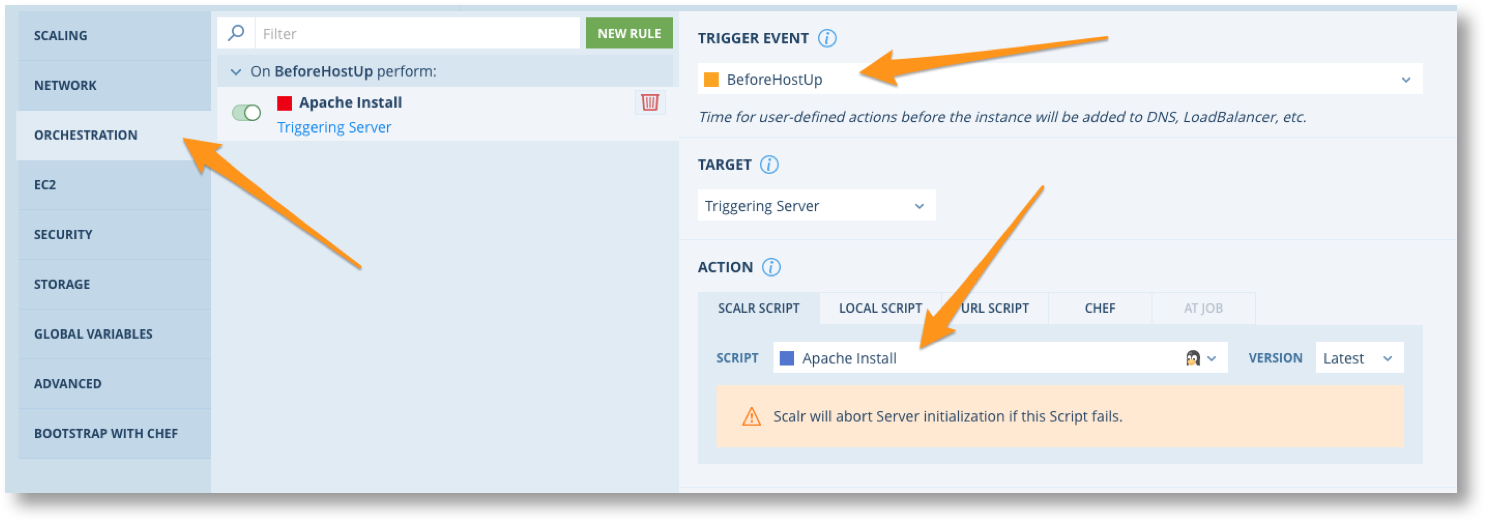 SCALING
NETWORK
ORCHESTRATION
EC2
SECURITY
STORAGE
GLOBAL VARIABLES
ADVANCED
BOOTSTRAP WITH CHEF
Filter
NEW RULE
On BeforeHostUp perform:
Apache Install
Triggering Server
TRIGGER EVENT
BeforeHostUp
Time for user-defined actions before the instance will be added to DNS, LoadBalancer, etc.
TARGET
Triggering Server
ACTION
SCALR SCRIPT LOCAL SCRIPT URL SCRIPT CHEF AT JOB
SCRIPT Apache Install VERSION Latest
Scalr will abort Server initialization if this Script fails.